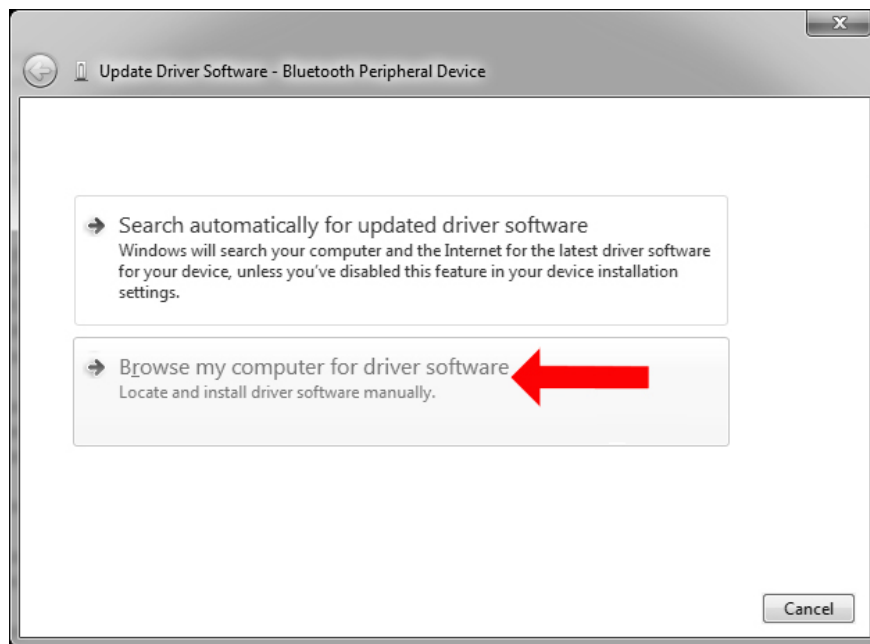 Update Driver Software - Bluetooth Peripheral Device
Search automatically for updated driver software
Windows will search your computer and the Internet for the latest driver software
for your device, unless you've disabled this feature in your device installation
settings.
Browse my computer for driver software
Locate and install driver software manually.
Cancel